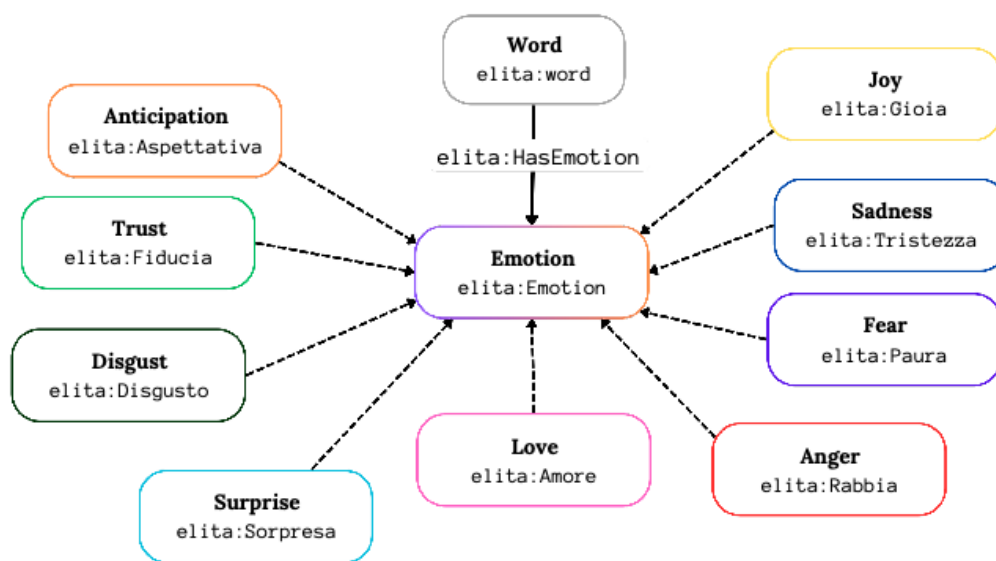 Word
elita:word
Joy
elita:Gioia
Anticipation
elita:Aspettativa
elita:HasEmotion
Trust
elita:Fiducia
Sadness
elita:Tristezza
Emotion
elita:Emotion
Fear
elita:Paura
Disgust
elita:Disgusto
Love
elita:Amore
Anger
elita:Rabbia
Surprise
elita:Sorpresa